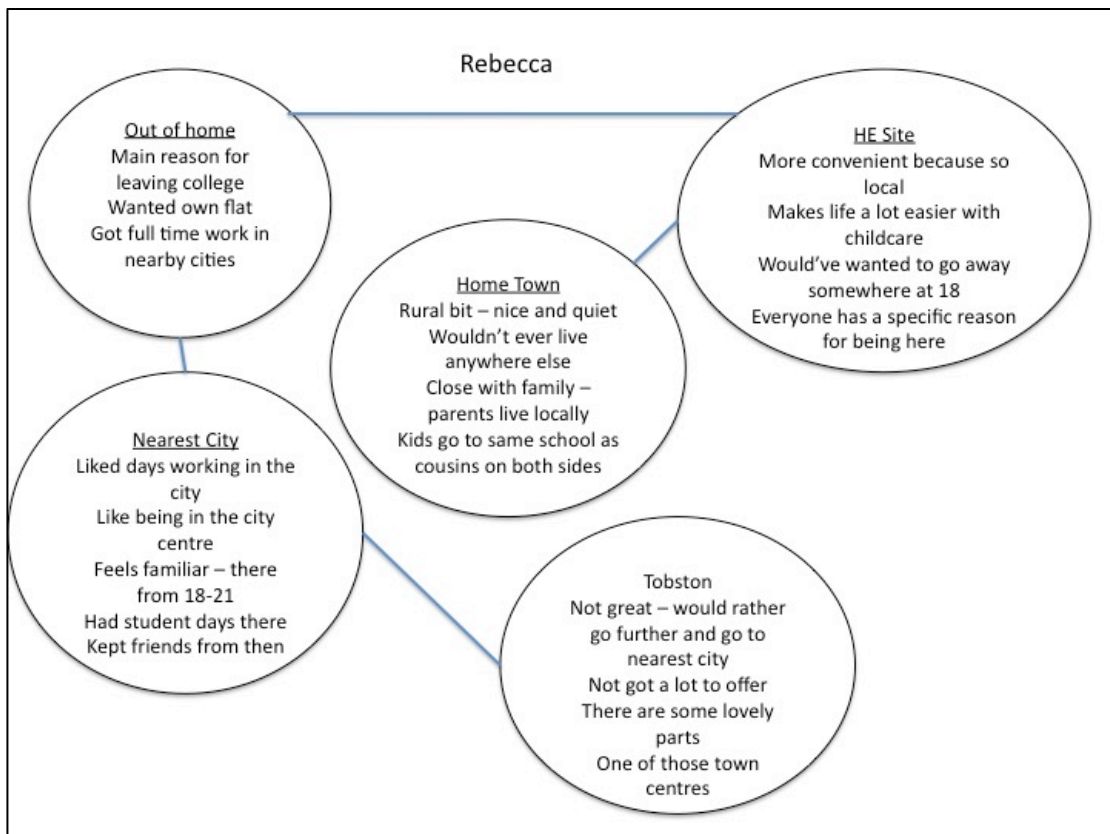 Rebecca
Out of home
Main reason for
leaving college
Wanted own flat
Got full time work in
nearby cities
HE Site
More convenient because so
local
Makes life a lot easier with
childcare
Would’ve wanted to go away
somewhere at 18
Everyone has a specific reason
for being here
Home Town
Rural bit – nice and quiet
Wouldn’t ever live
anywhere else
Close with family –
parents live locally
Kids go to same school as
cousins on both sides
Nearest City
Liked days working in the
city
Like being in the city
centre
Feels familiar – there
from 18-21
Had student days there
Kept friends from then
Tobston
Not great – would rather
go further and go to
nearest city
Not got a lot to offer
There are some lovely
parts
One of those town
centres